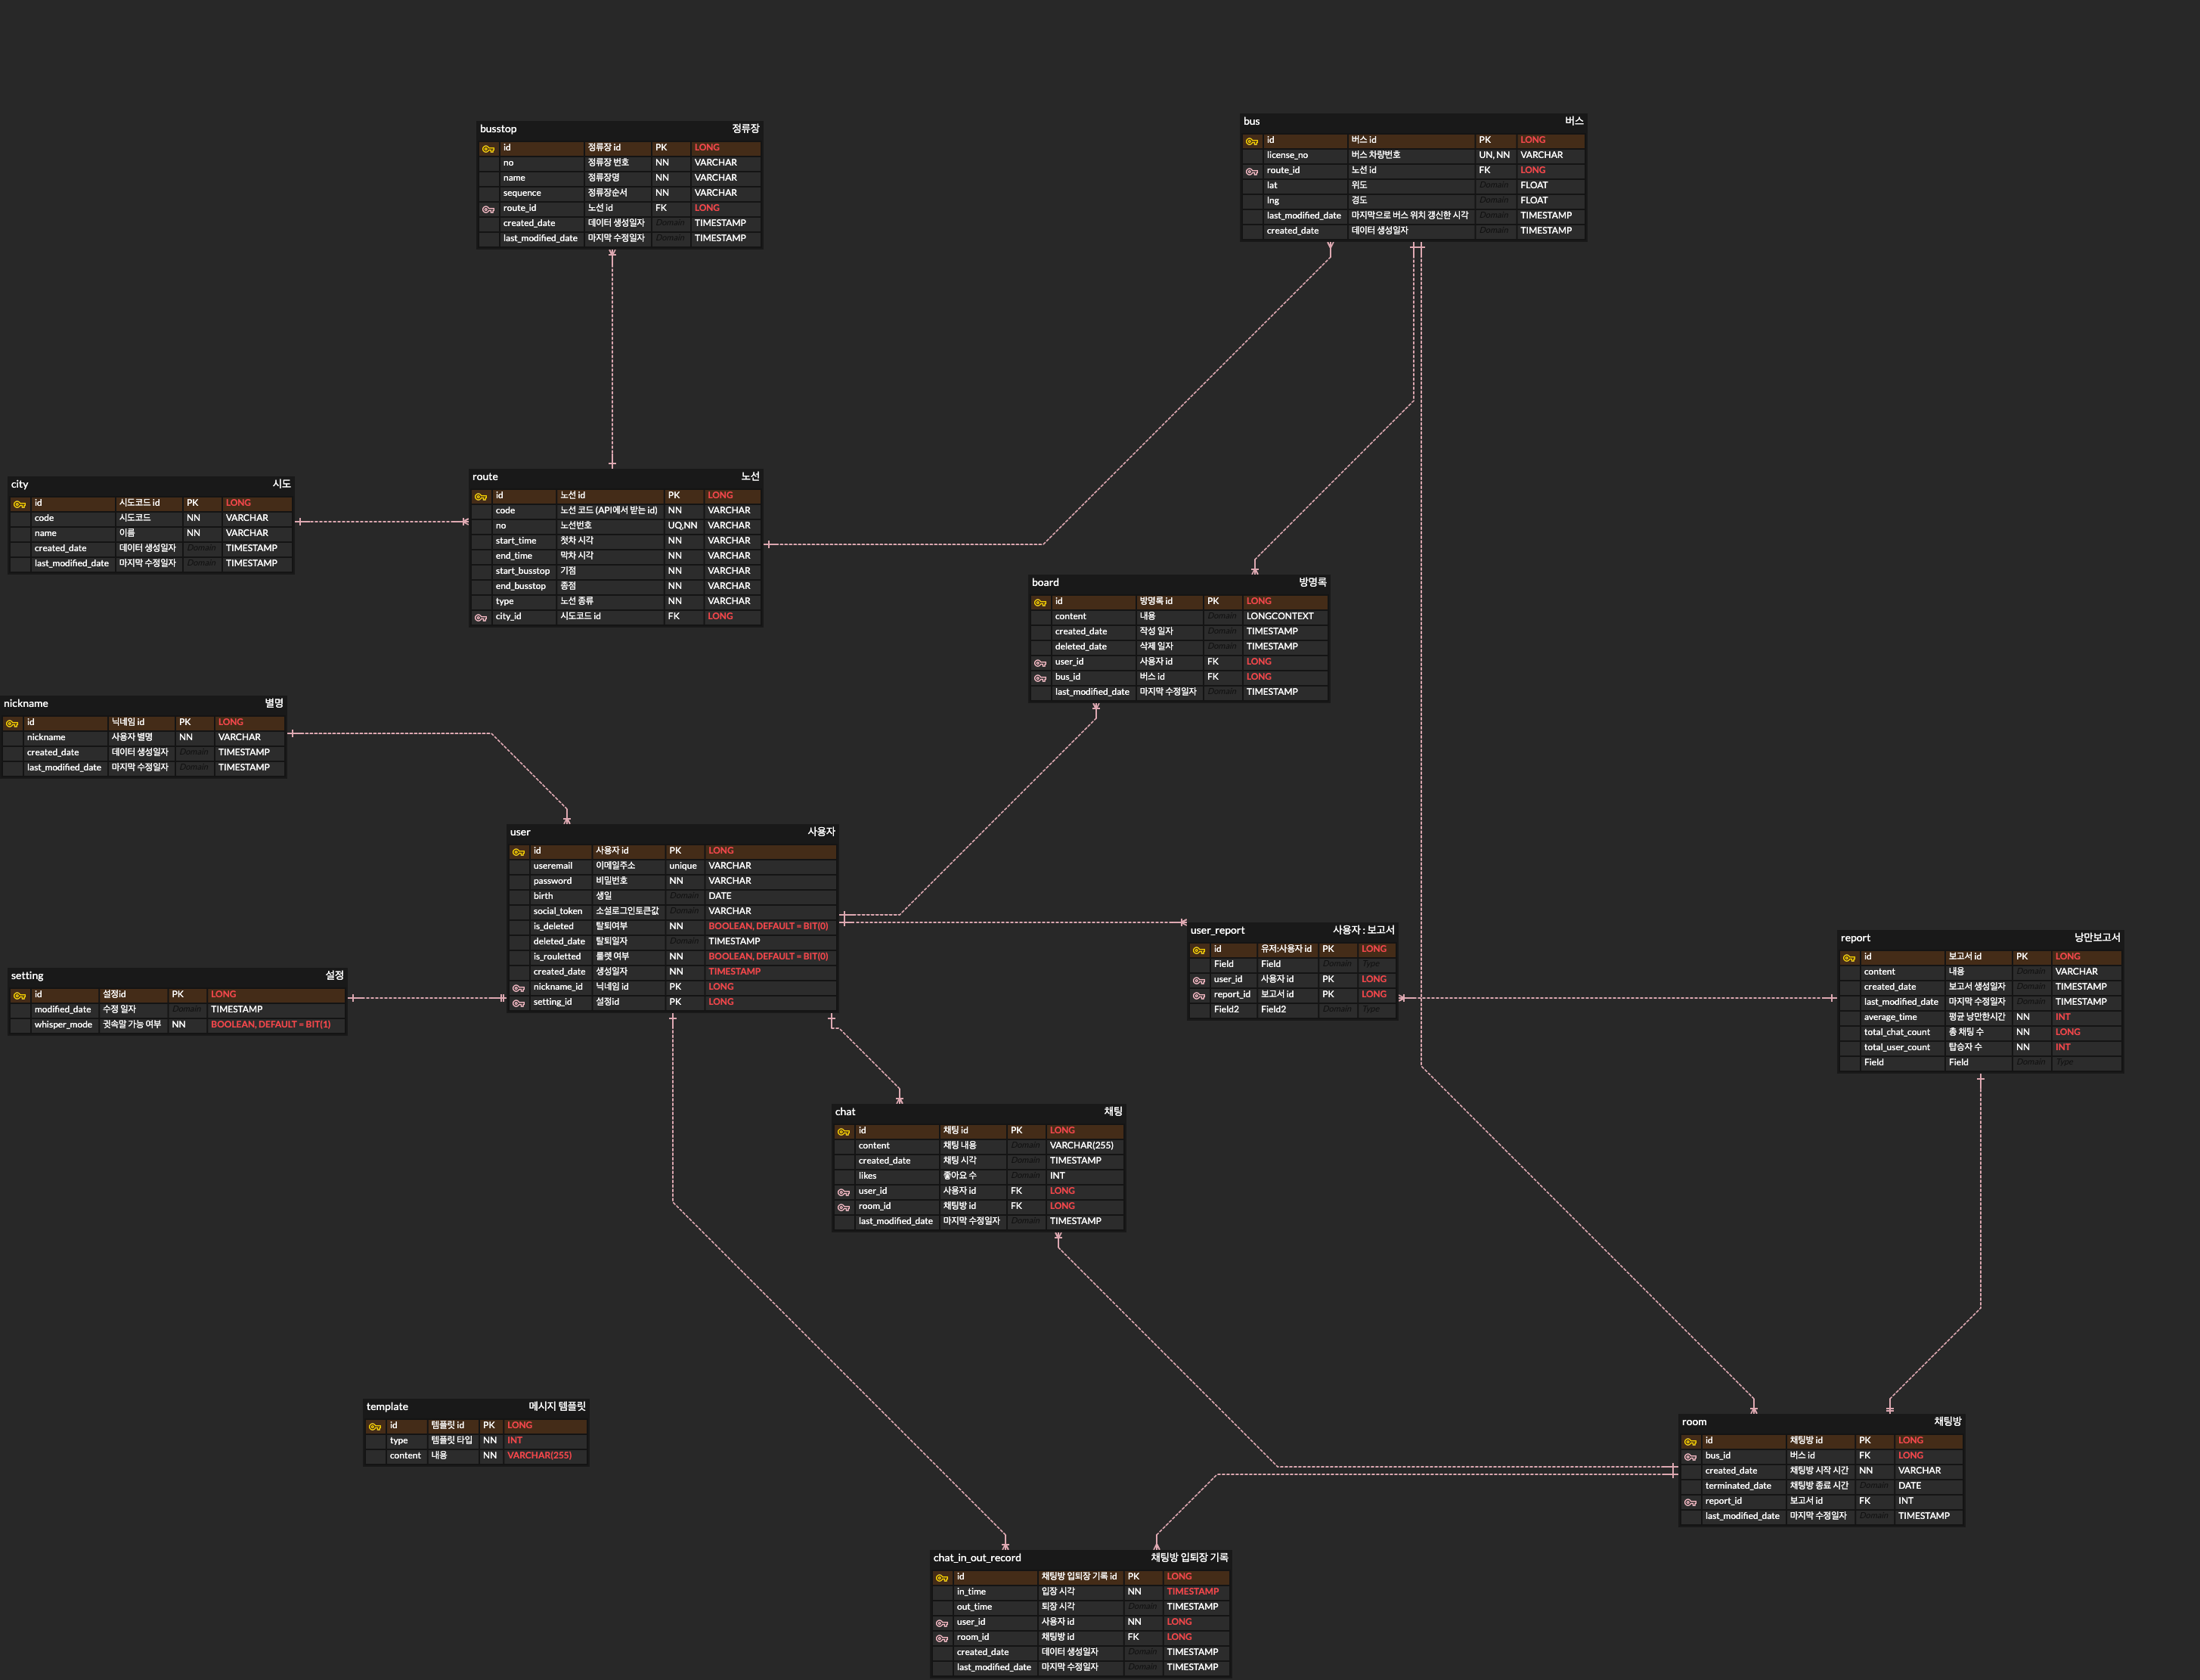 busstop 정류장
id 정류장 id PK LONG
no 정류장 번호 NN VARCHAR
name 정류장명 NN VARCHAR
sequence 정류장순서 NN VARCHAR
route_id 노선 id FK LONG
created_date 데이터 생성일자 Domain TIMESTAMP
last_modified_date 마지막 수정일자 Domain TIMESTAMP
bus 버스
id 버스 id PK LONG
license_no 버스 차량번호 UN, NN VARCHAR
route_id 노선 id FK LONG
lat 위도 Domain FLOAT
lng 경도 Domain FLOAT
last_modified_date 마지막으로 버스 위치 갱신한 시각 Domain TIMESTAMP
created_date 데이터 생성일자 Domain TIMESTAMP
city 시도
id 시도코드 id PK LONG
code 시도코드 NN VARCHAR
name 이름 NN VARCHAR
created_date 데이터 생성일자 Domain TIMESTAMP
last_modified_date 마지막 수정일자 Domain TIMESTAMP
route 노선
id 노선 id PK LONG
code 노선 코드 (API에서 받는 id) NN VARCHAR
no 노선번호 UQ,NN VARCHAR
start_time 첫차 시각 NN VARCHAR
end_time 막차 시각 NN VARCHAR
start_busstop 기점 NN VARCHAR
end_busstop 종점 NN VARCHAR
type 노선 종류 NN VARCHAR
city_id 시도코드 id FK LONG
board 방명록
id 방명록 id PK LONG
content 내용 Domain LONGCONTEXT
created_date 작성 일자 Domain TIMESTAMP
deleted_date 삭제 일자 Domain TIMESTAMP
user_id 사용자 id FK LONG
bus_id 버스 id FK LONG
last_modified_date 마지막 수정일자 Domain TIMESTAMP
nickname 별명
id 닉네임 id PK LONG
nickname 사용자 별명 NN VARCHAR
created_date 데이터 생성일자 Domain TIMESTAMP
last_modified_date 마지막 수정일자 Domain TIMESTAMP
user 사용자
id 사용자 id PK LONG
useremail 이메일주소 unique VARCHAR
password 비밀번호 NN VARCHAR
birth 생일 Domain DATE
social_token 소셜로그인토큰값 Domain VARCHAR
is_deleted 탈퇴여부 NN BOOLEAN, DEFAULT = BIT(0)
deleted_date 탈퇴일자 Domain TIMESTAMP
is_rouletted 룰렛 여부 NN BOOLEAN, DEFAULT = BIT(0)
created_date 생성일자 NN TIMESTAMP
nickname_id 닉네임 id PK LONG
setting_id 설정id PK LONG
user_report 사용자 : 보고서
id 유저:사용자 id PK LONG
Field Field Domain Type
user_id 사용자 id PK LONG
report_id 보고서 id PK LONG
Field2 Field2 Domain Type
report 낭만보고서
id 보고서 id PK LONG
content 내용 Domain VARCHAR
created_date 보고서 생성일자 Domain TIMESTAMP
last_modified_date 마지막 수정일자 Domain TIMESTAMP
average_time 평균 낭만한시간 NN INT
total_chat_count 총 채팅 수 NN LONG
total_user_count 탑승자 수 NN INT
Field Field Domain Type
setting 설정
id 설정id PK LONG
modified_date 수정 일자 Domain TIMESTAMP
whisper_mode 귓속말 가능 여부 NN BOOLEAN, DEFAULT = BIT(1)
chat 채팅
id 채팅 id PK LONG
content 채팅 내용 Domain VARCHAR(255)
created_date 채팅 시각 Domain TIMESTAMP
likes 좋아요 수 Domain INT
user_id 사용자 id FK LONG
room_id 채팅방 id FK LONG
last_modified_date 마지막 수정일자 Domain TIMESTAMP
template 메시지 템플릿
id 템플릿 id PK LONG
type 템플릿 타입 NN INT
content 내용 NN VARCHAR(255)
room 채팅방
id 채팅방 id PK LONG
bus_id 버스 id FK LONG
created_date 채팅방 시작 시간 NN VARCHAR
terminated_date 채팅방 종료 시간 Domain DATE
report_id 보고서 id FK INT
last_modified_date 마지막 수정일자 Domain TIMESTAMP
chat_in_out_record 채팅방 입퇴장 기록
id 채팅방 입퇴장 기록 id PK LONG
in_time 입장 시각 NN TIMESTAMP
out_time 퇴장 시각 Domain TIMESTAMP
user_id 사용자 id NN LONG
room_id 채팅방 id FK LONG
created_date 데이터 생성일자 Domain TIMESTAMP
last_modified_date 마지막 수정일자 Domain TIMESTAMP